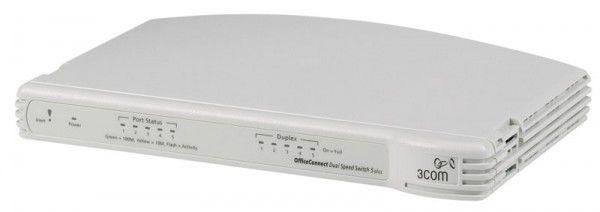 Port Status
Duplex
Alert
Power
1 2 3 4 5
1 2 3 4 5
On = Full
Green = 100M, Yellow = 10M, Flash = Activity
OfficeConnect Dual Speed Switch 5 plus
3com